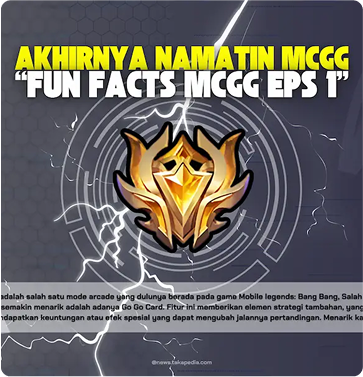 AKHIRNYA NAMATIN MCGG
“FUN FACTS MCGG EPS 1”
adalah salah satu mode arcade yang dulunya berada pada game Mobile legends: Bang Bang, Salah
semakin menarik adalah adanya Go Go Card. Fitur ini memberikan elemen strategi tambahan, yang
ndapatkan keuntungan atau efek spesial yang dapat mengubah jalannya pertandingan. Menarik ka
@news.takapedia.com